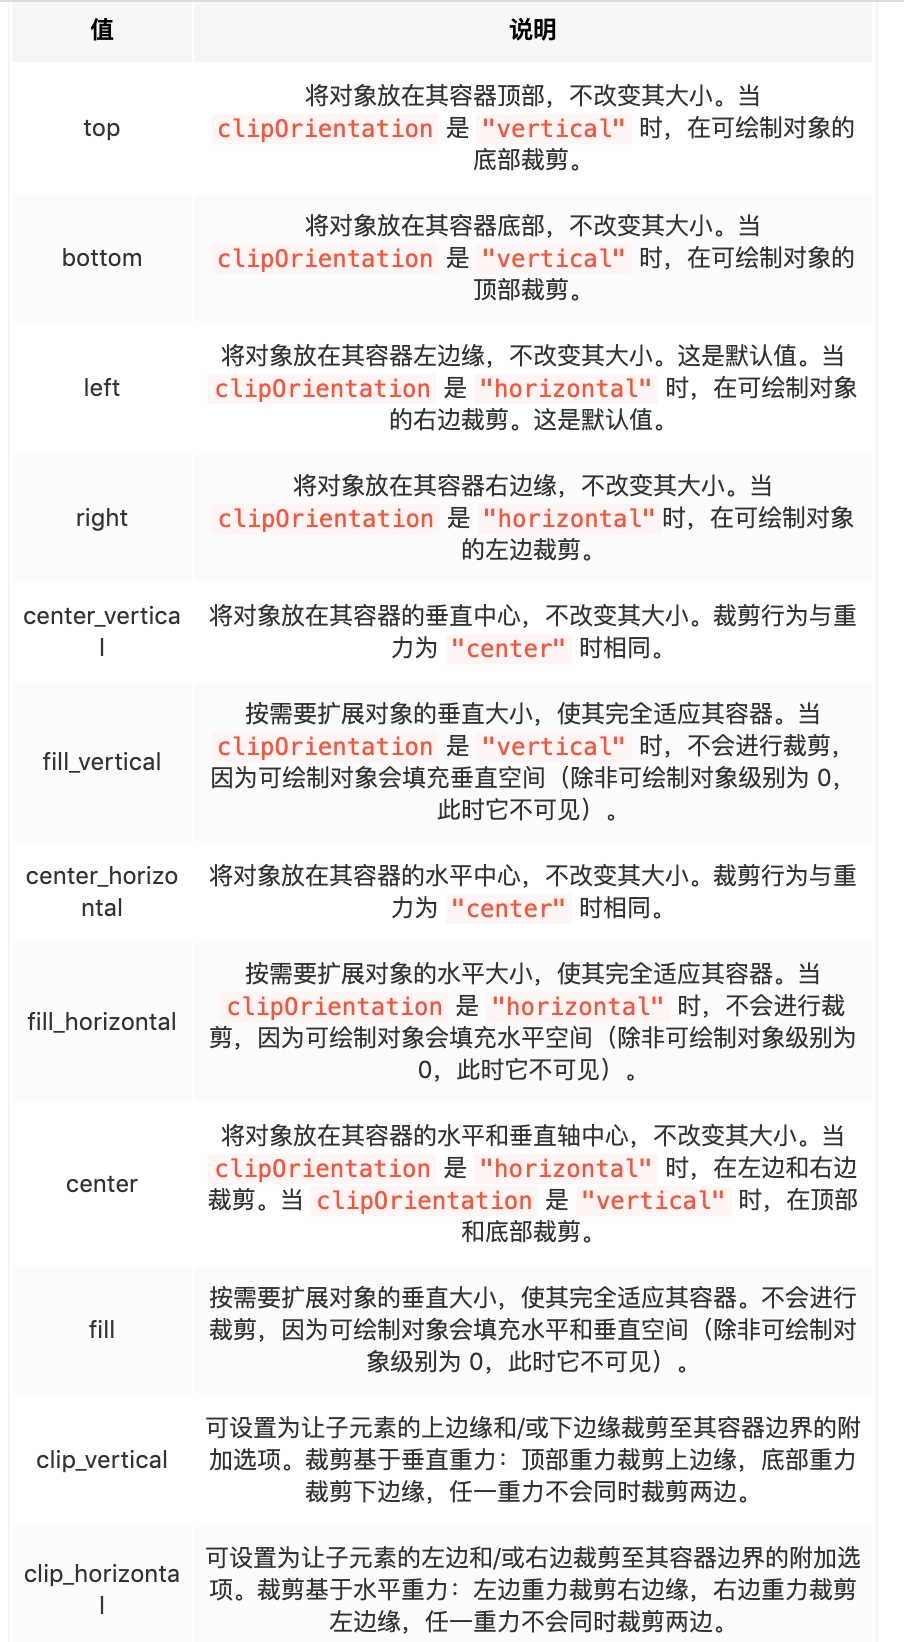 值 说明
将对象放在其容器顶部，不改变其大小。当
top clipOrientation 是 "vertical" 时，在可绘制对象的
底部裁剪。
将对象放在其容器底部，不改变其大小。当
bottom clipOrientation 是 "vertical" 时，在可绘制对象的
顶部裁剪。
将对象放在其容器左边缘，不改变其大小。这是默认值。当
left clipOrientation 是 "horizontal" 时，在可绘制对象
的右边裁剪。这是默认值。
将对象放在其容器右边缘，不改变其大小。当
right clipOrientation 是 "horizontal" 时，在可绘制对象
的左边裁剪。
center_vertica 将对象放在其容器的垂直中心，不改变其大小。裁剪行为与重
l 力为 "center" 时相同。
按需要扩展对象的垂直大小，使其完全适应其容器。当
clipOrientation 是 "vertical" 时，不会进行裁剪，
fill_vertical
因为可绘制对象会填充垂直空间（除非可绘制对象级别为 0，
此时它不可见）。
center_horizo 将对象放在其容器的水平中心，不改变其大小。裁剪行为与重
ntal 力为 "center" 时相同。
按需要扩展对象的水平大小，使其完全适应其容器。当
clipOrientation 是 "horizontal" 时，不会进行裁
fill_horizontal
剪，因为可绘制对象会填充水平空间（除非可绘制对象级别为
0，此时它不可见）。
将对象放在其容器的水平和垂直轴中心，不改变其大小。当
clipOrientation 是 "horizontal" 时，在左边和右边
center
裁剪。当 clipOrientation 是 "vertical" 时，在顶部
和底部裁剪。
按需要扩展对象的垂直大小，使其完全适应其容器。不会进行
fill 裁剪，因为可绘制对象会填充水平和垂直空间（除非可绘制对
象级别为 0，此时它不可见）。
可设置为让子元素的上边缘和/或下边缘裁剪至其容器边界的附
clip_vertical 加选项。裁剪基于垂直重力：顶部重力裁剪上边缘，底部重力
裁剪下边缘，任一重力不会同时裁剪两边。
可设置为让子元素的左边和/或右边裁剪至其容器边界的附加选
clip_horizonta 项。裁剪基于水平重力：左边重力裁剪右边缘，右边重力裁剪
l 左边缘，任一重力不会同时裁剪两边。